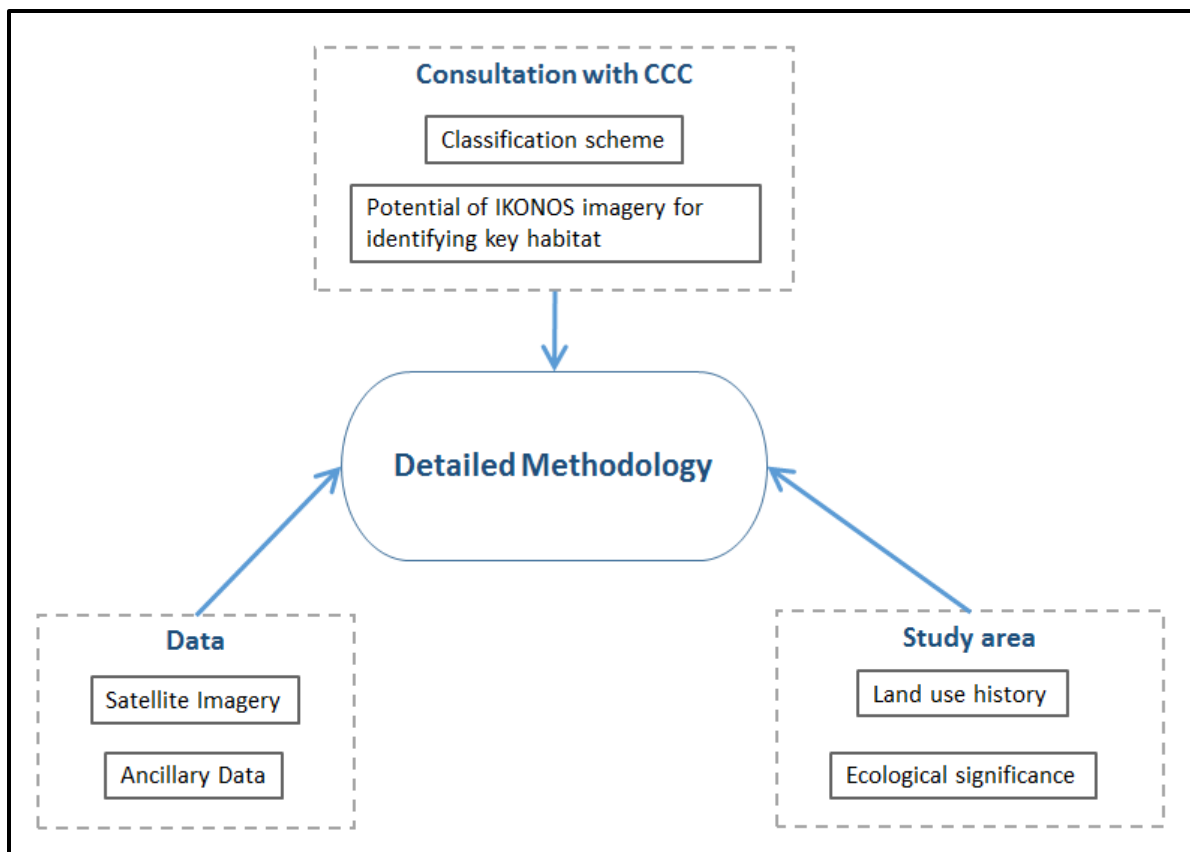 Consultation with CCC
Classification scheme
Potential of IKONOS imagery for
identifying key habitat
Detailed Methodology
Data
Satellite Imagery
Ancillary Data
Study area
Land use history
Ecological significance